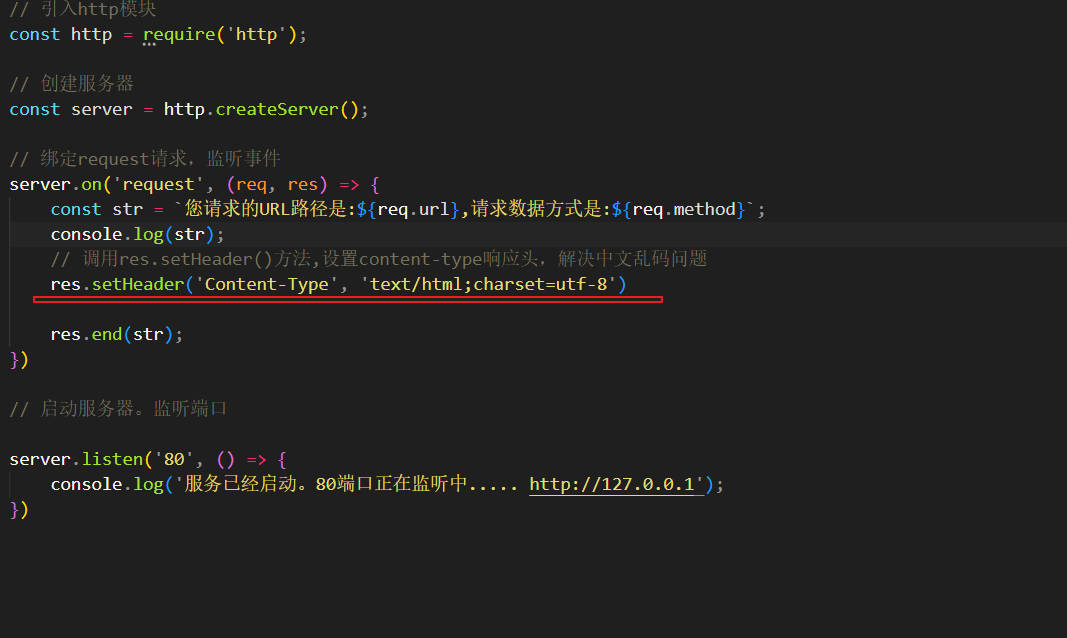 // 引入http模块
const http = require('http');
// 创建服务器
const server = http.createServer();
// 绑定request请求，监听事件
server.on('request', (req, res) => {
const str = `您请求的URL路径是:${req.url},请求数据方式是:${req.method}`;
console.log(str);
// 调用res.setHeader()方法,设置content-type响应头，解决中文乱码问题
res.setHeader('Content-Type', 'text/html;charset=utf-8')
res.end(str);
})
// 启动服务器。监听端口
server.listen('80', () => {
console.log('服务已经启动。80端口正在监听中..... http://127.0.0.1');
})